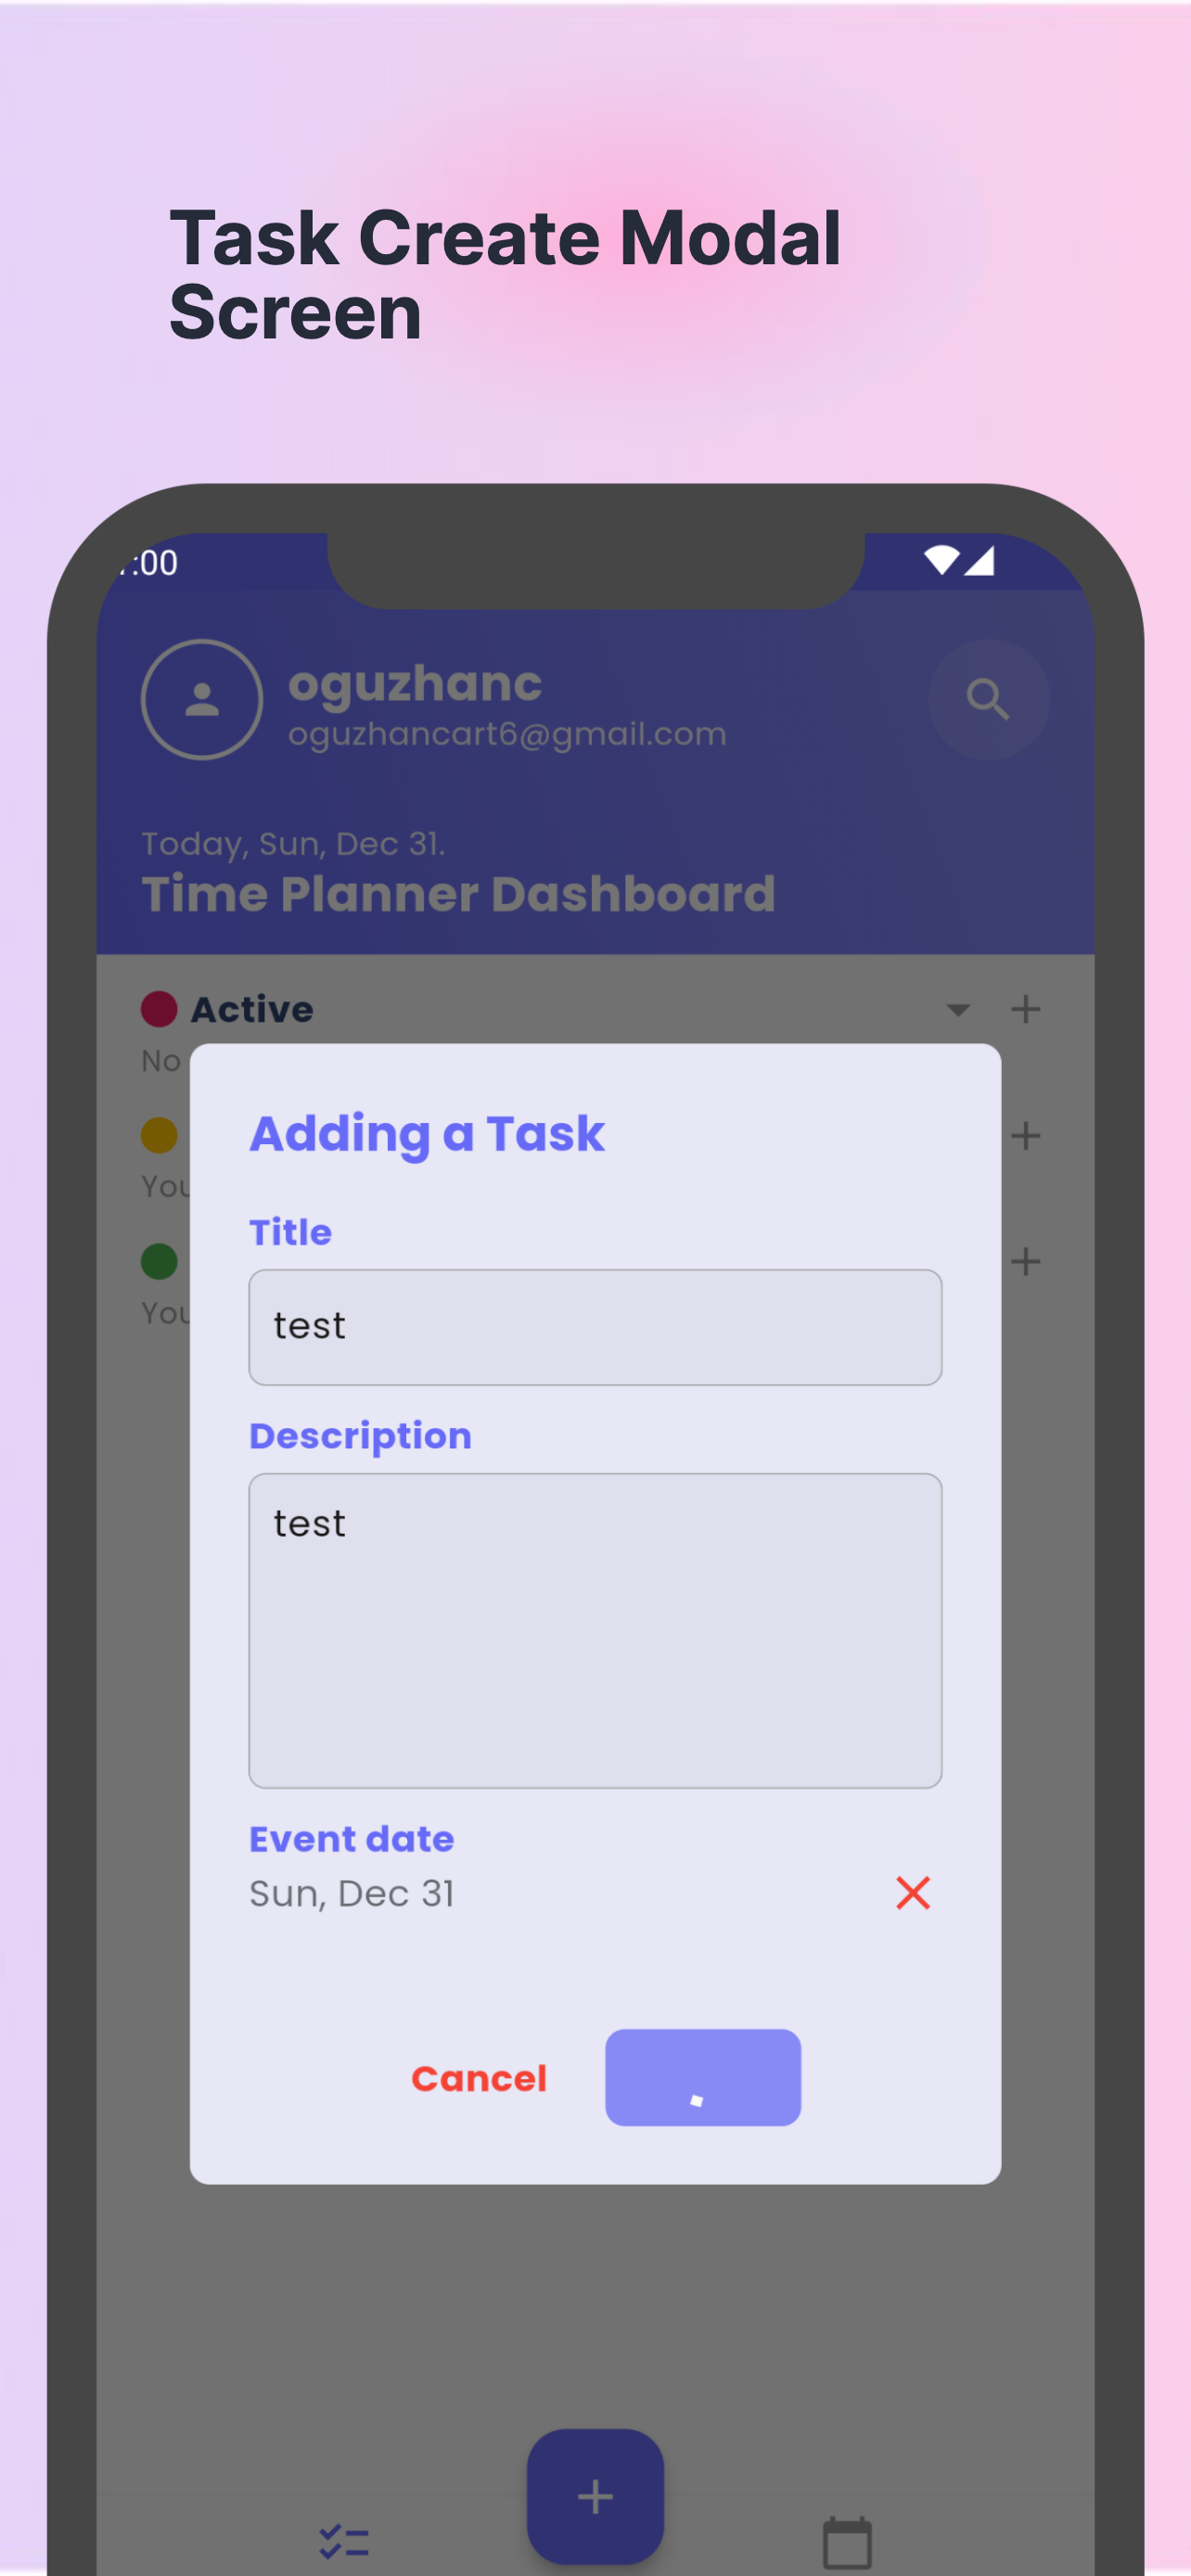 Task Create Modal
Screen
:00
oguzhanc
oguzhancart6@gmail.com
Today, Sun, Dec 31.
Time Planner Dashboard
Active
No
Adding a Task
You
Title
test
You
Description
test
Event date
Sun, Dec 31
Cancel